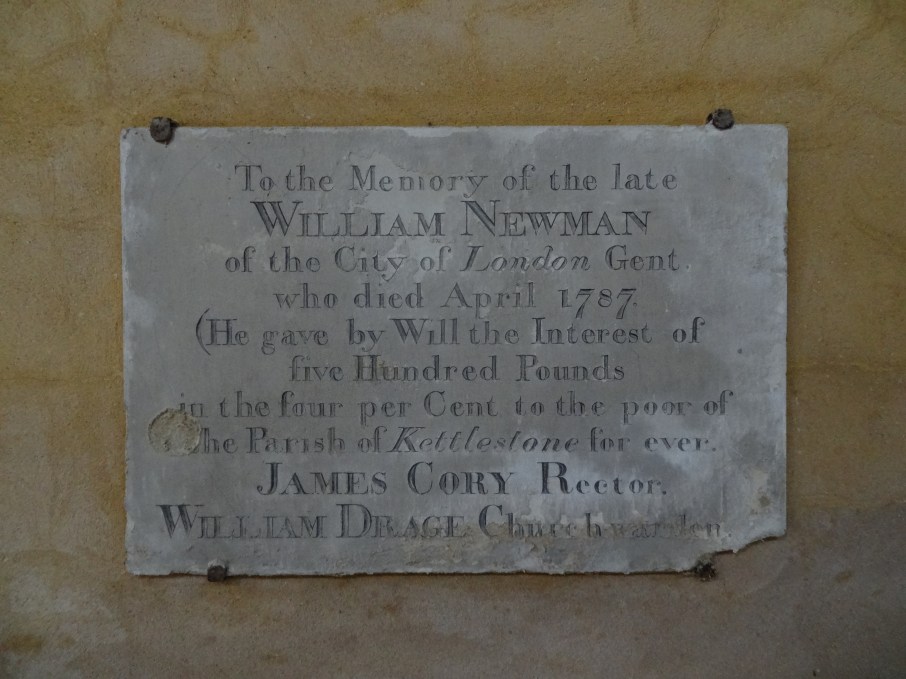 To the Memory of the late
WILLIAM NEWMAN
of the City of London Gent.
who died April 1787.
(He gave by Will the Interest of
five Hundred Pounds
in the four per Cent to the poor of
the Parish of Kettlestone for ever.
JAMES CORY Rector.
WILLIAM DRAGE Churchwarden.